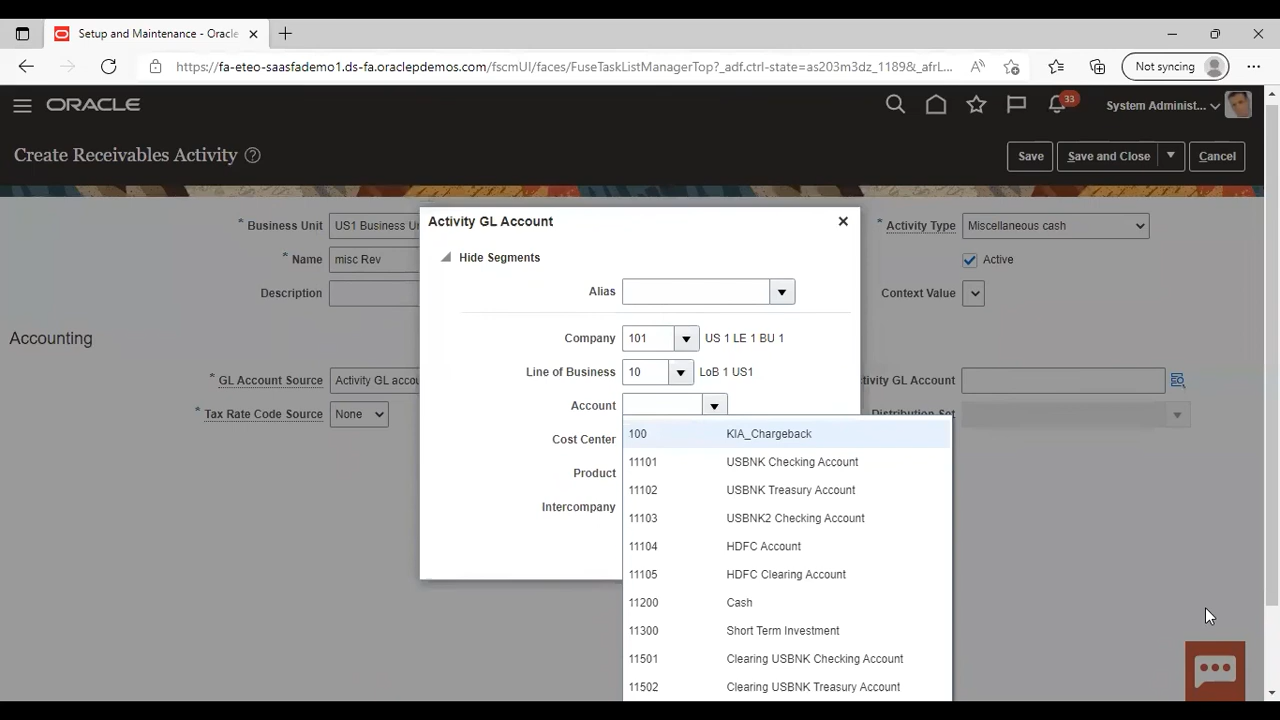 Setup and Maintenance - Oracle
https://fa-eteo-saasfademo1.ds-fa.oraclepdemos.com/fscmUI/faces/FuseTaskListManagerTop?_adf.ctrl-state=as203m3dz_1189&_afrL...
Not syncing
ORACLE
33
System Administ...
Create Receivables Activity
Save
Save and Close
Cancel
* Business Unit US1 Business Un
* Activity Type Miscellaneous cash
* Name misc Rev
Active
Description
Context Value
Accounting
* GL Account Source Activity GL accou
tivity GL Account
* Tax Rate Code Source None
Distribution Set
Activity GL Account
Hide Segments
Alias
Company 101 US 1 LE 1 BU 1
Line of Business 10 LoB 1 US1
Account
Cost Center
Product
Intercompany
100 KIA_Chargeback
11101 USBNK Checking Account
11102 USBNK Treasury Account
11103 USBNK2 Checking Account
11104 HDFC Account
11105 HDFC Clearing Account
11200 Cash
11300 Short Term Investment
11501 Clearing USBNK Checking Account
11502 Clearing USBNK Treasury Account